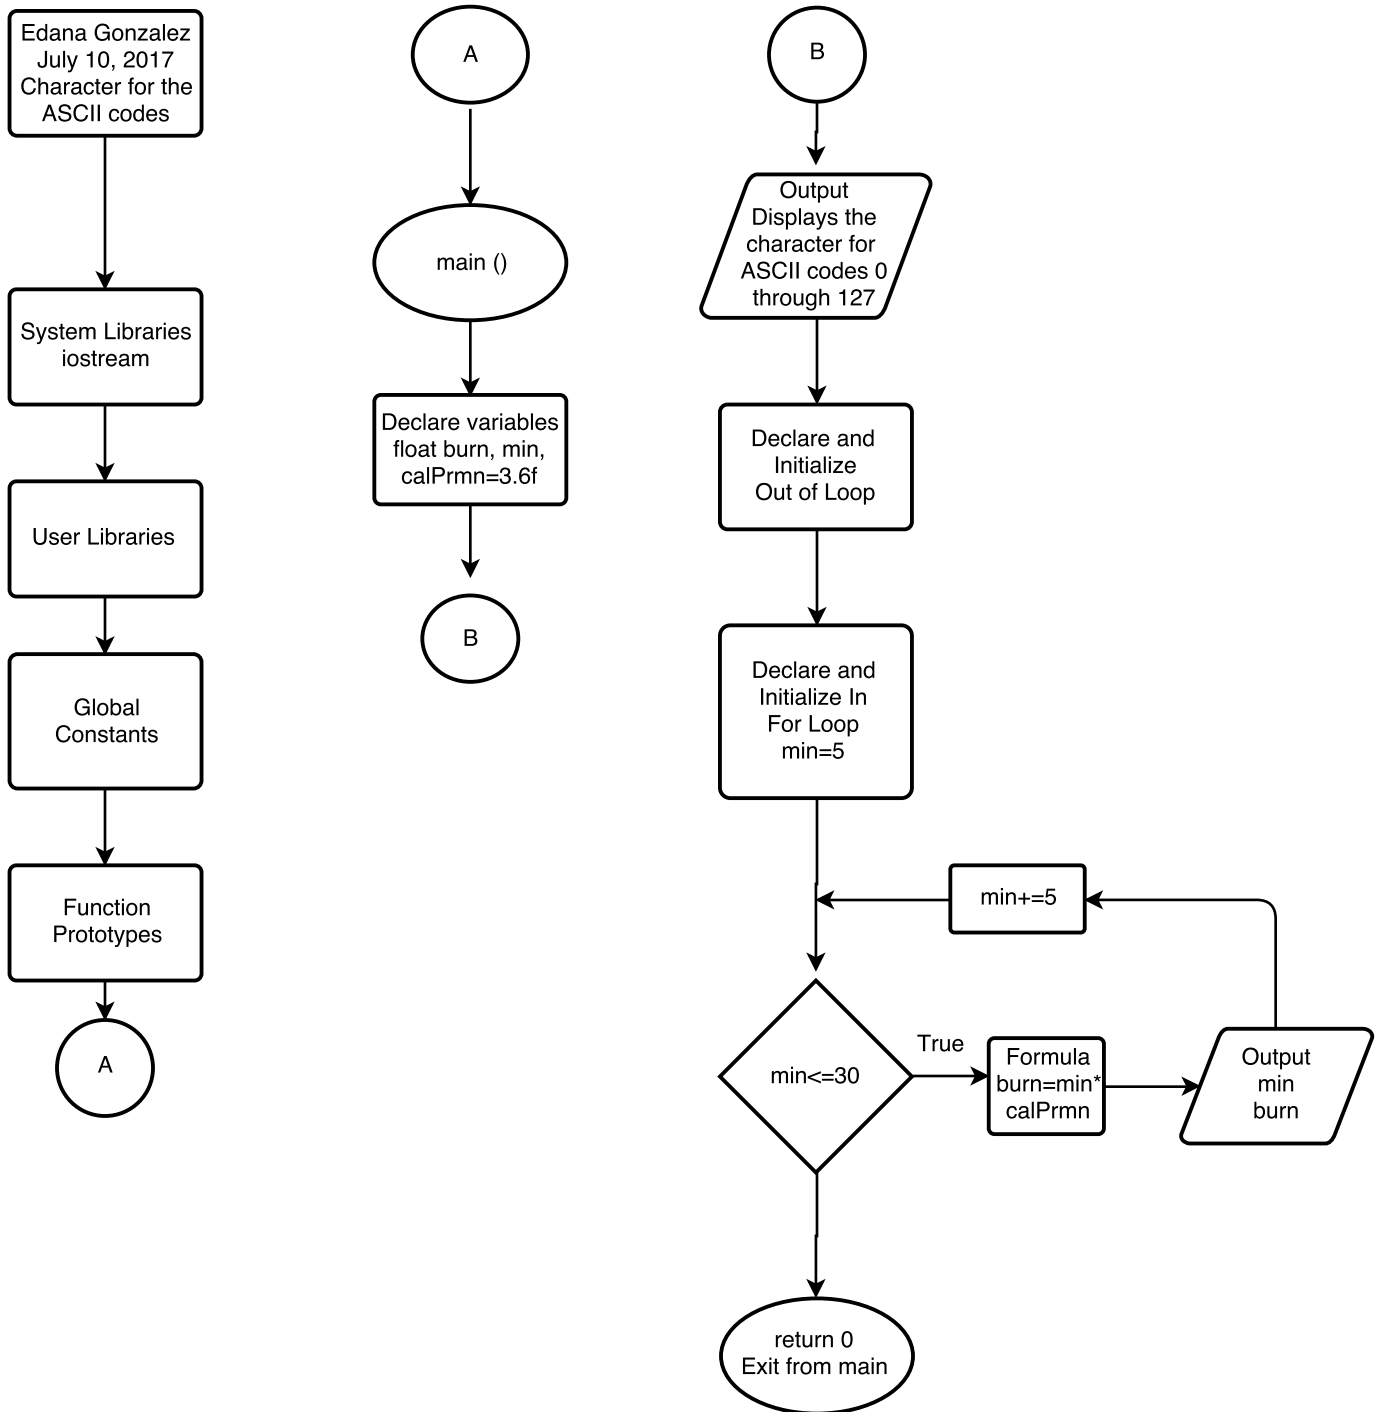 Edana Gonzalez
July 10, 2017
Character for the
ASCII codes
System Libraries
iostream
User Libraries
Global
Constants
Function
Prototypes
A
A
main ()
Declare variables
float burn, min,
calPrmn=3.6f
B
B
Output
Displays the
character for
ASCII codes 0
through 127
Declare and
Initialize
Out of Loop
Declare and
Initialize In
For Loop
min=5
min+=5
min<=30
True
Formula
burn=min*
calPrmn
Output
min
burn
return 0
Exit from main